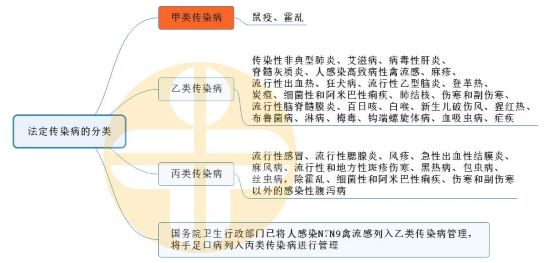 甲类传染病
鼠疫、霍乱
传染性非典型肺炎、艾滋病、病毒性肝炎、
脊髓灰质炎、人感染高致病性禽流感、麻疹、
流行性出血热、狂犬病、流行性乙型脑炎、登革热、
炭疽、细菌性和阿米巴性痢疾、肺结核、伤寒和副伤寒
流行性脑脊髓膜炎、百日咳、白喉、新生儿破伤风、猩红热、
布鲁菌病、淋病、梅毒、钩端螺旋体病、血吸虫病、疟疾
乙类传染病
法定传染病的分类
流行性感冒、流行性腮腺炎、风疹、急性出血性结膜炎、
麻风病、流行性和地方性斑疹伤寒、黑热病、包虫病、
丝虫病，除霍乱、细菌性和阿米巴性痢疾、伤寒和副伤寒
以外的感染性腹泻病
丙类传染病
国务院卫生行政部门已将人感染N7N9禽流感列入乙类传染病管理，
将手足口病列入丙类传染病进行管理